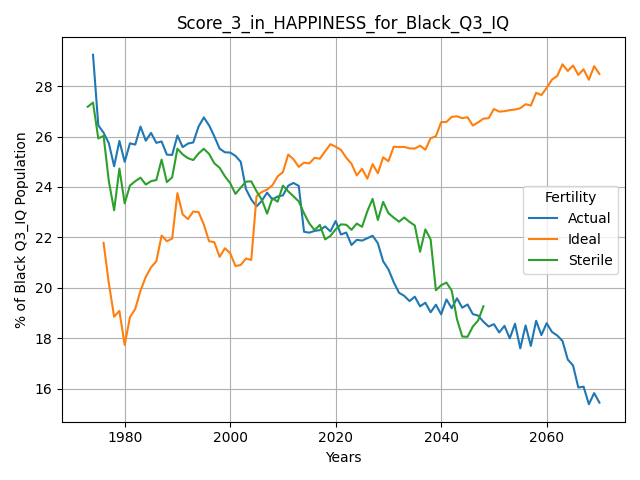 Score_3_in_HAPPINESS_for_Black_Q3_IQ
% of Black Q3_IQ Population
28
26
24
22
20
18
16
Fertility
Actual
Ideal
Sterile
1980 2000 2020 2040 2060
Years